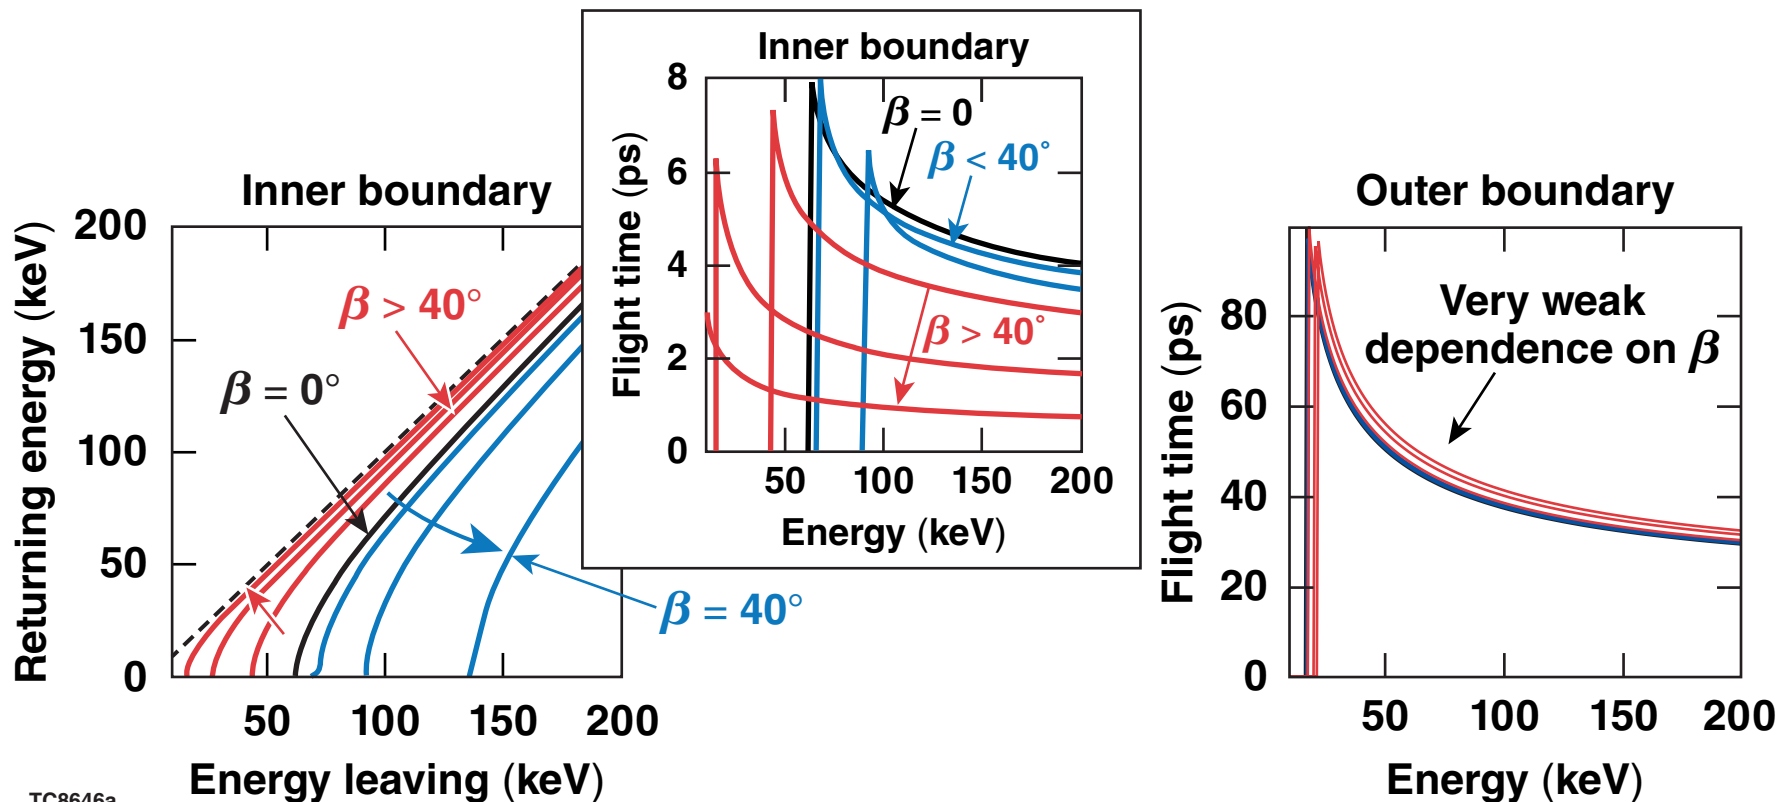 Inner boundary
Returning energy (keV)
200
150
100
50
0
50
100
150
200
Energy leaving (keV)
β > 40°
β = 0°
β = 40°
Inner boundary
Flight time (ps)
8
6
4
2
0
50
100
150
200
Energy (keV)
β = 0
β < 40°
β > 40°
Outer boundary
Flight time (ps)
80
60
40
20
0
50
100
150
200
Energy (keV)
Very weak
dependence on β
TC8646a